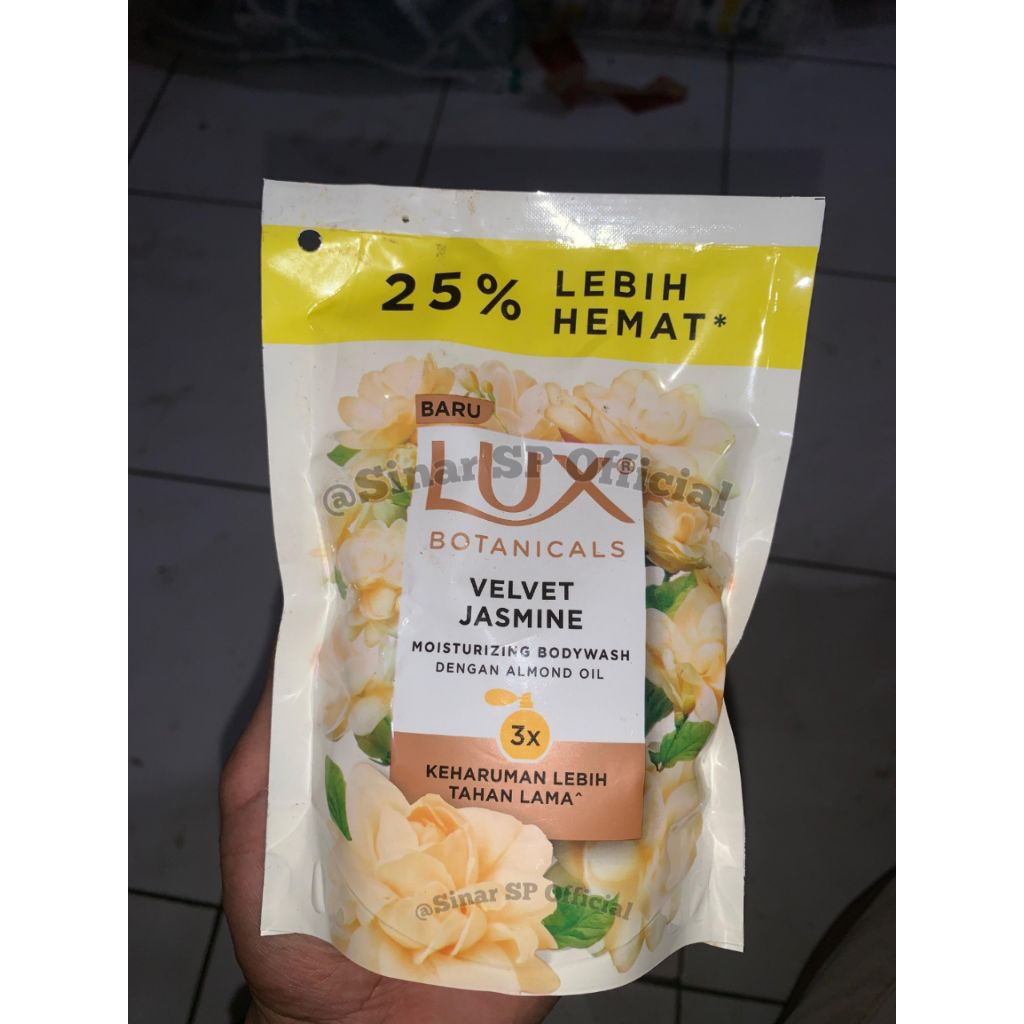 25% LEBIH
HEMAT*
BARU
LUX®
@Sinar SP Official
BOTANICALS
VELVET
JASMINE
MOISTURIZING BODYWASH
DENGAN ALMOND OIL
3x
KEHARUMAN LEBIH
TAHAN LAMA^
@Sinar SP Official